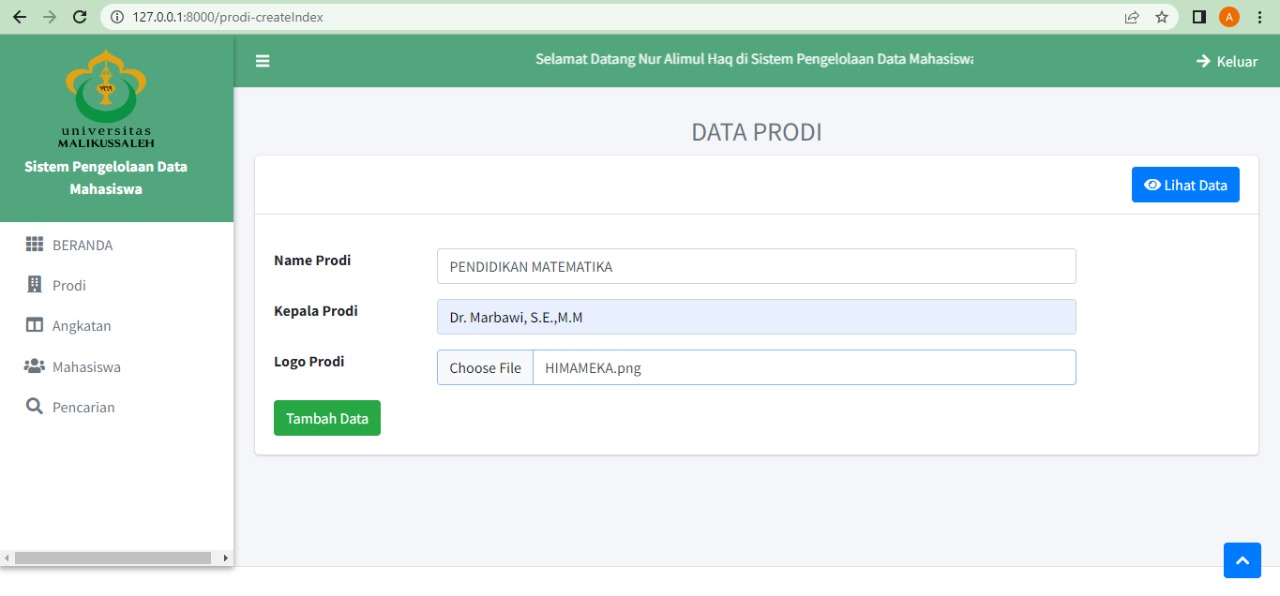 127.0.0.1:8000/prodi-createIndex
A
universitas
MALIKUSSALEH
Sistem Pengelolaan Data
Mahasiswa
Selamat Datang Nur Alimul Haq di Sistem Pengelolaan Data Mahasiswa
Keluar
BERANDA
Prodi
Angkatan
Mahasiswa
Pencarian
DATA PRODI
Lihat Data
Name Prodi
PENDIDIKAN MATEMATIKA
Kepala Prodi
Dr. Marbawi, S.E.,M.M
Logo Prodi
Choose File
HIMAMEKA.png
Tambah Data